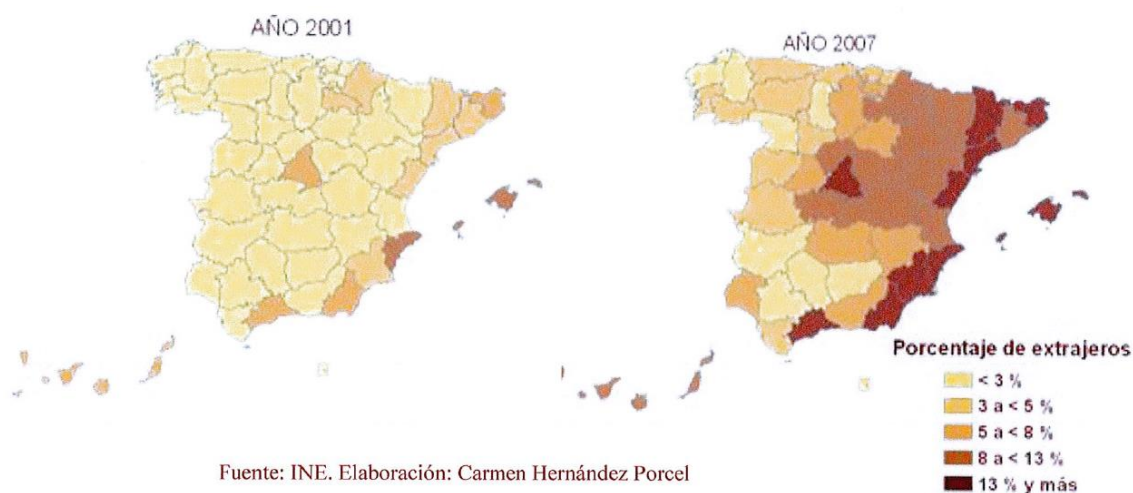 AÑO 2001
AÑO 2007
Porcentaje de extrajeros
< 3 %
3 a < 5 %
5 a < 8 %
8 a < 13 %
13 % y más
Fuente: INE. Elaboración: Carmen Hernández Porcel